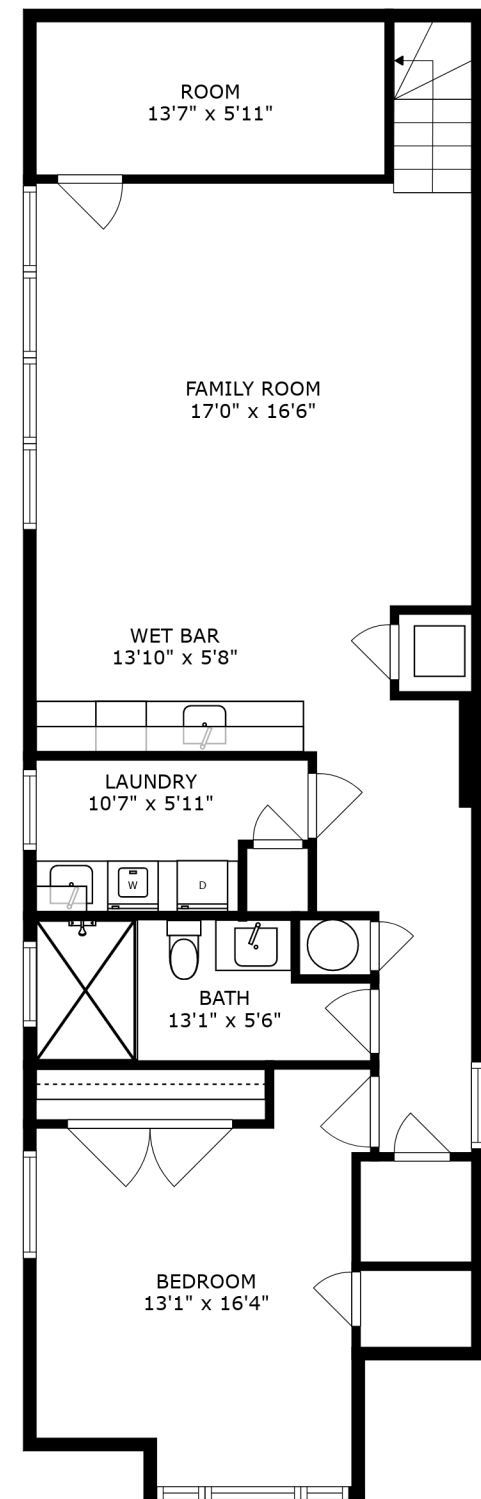 ROOM
13'7" x 5'11"
FAMILY ROOM
17'0" x 16'6"
WET BAR
13'10" x 5'8"
LAUNDRY
10'7" x 5'11"
W
D
BATH
13'1" x 5'6"
BEDROOM
13'1" x 16'4"